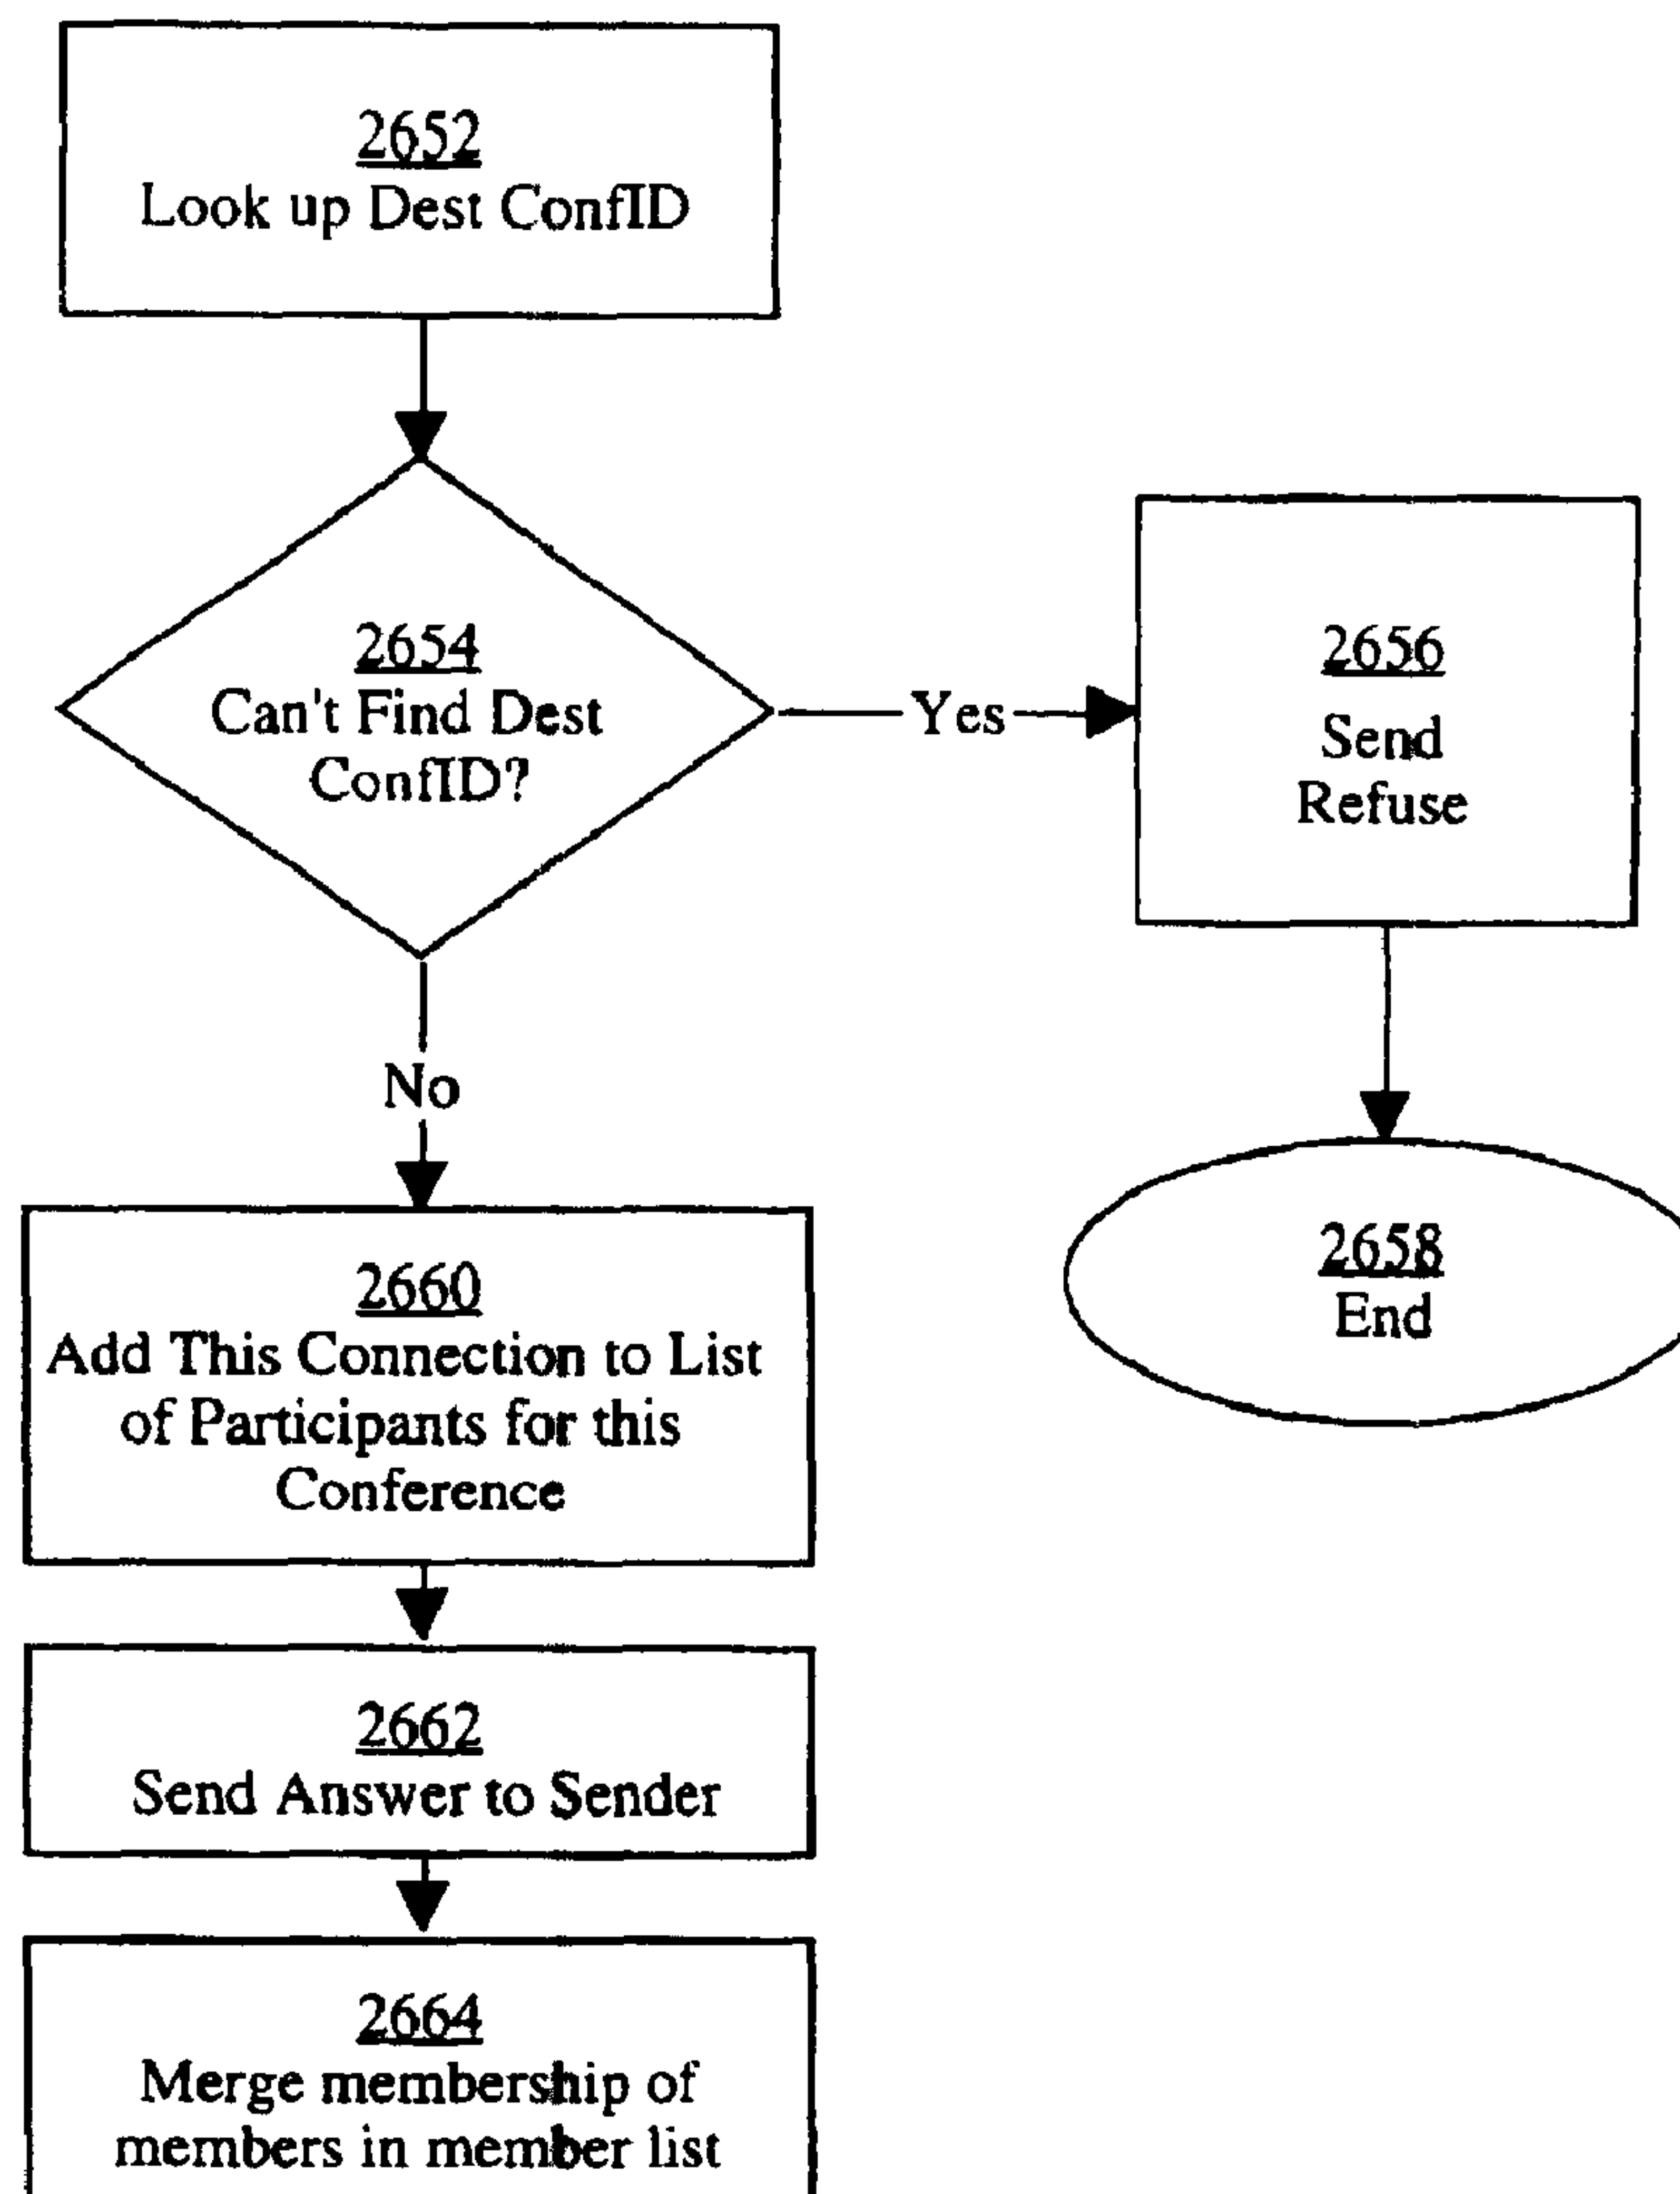 2652
Look up Dest ConfID
2654
Can't Find Dest
ConfID?
Yes
2656
Send
Refuse
No
2658
End
2660
Add This Connection to List
of Participants for this
Conference
2662
Send Answer to Sender
2664
Merge membership of
members in member list